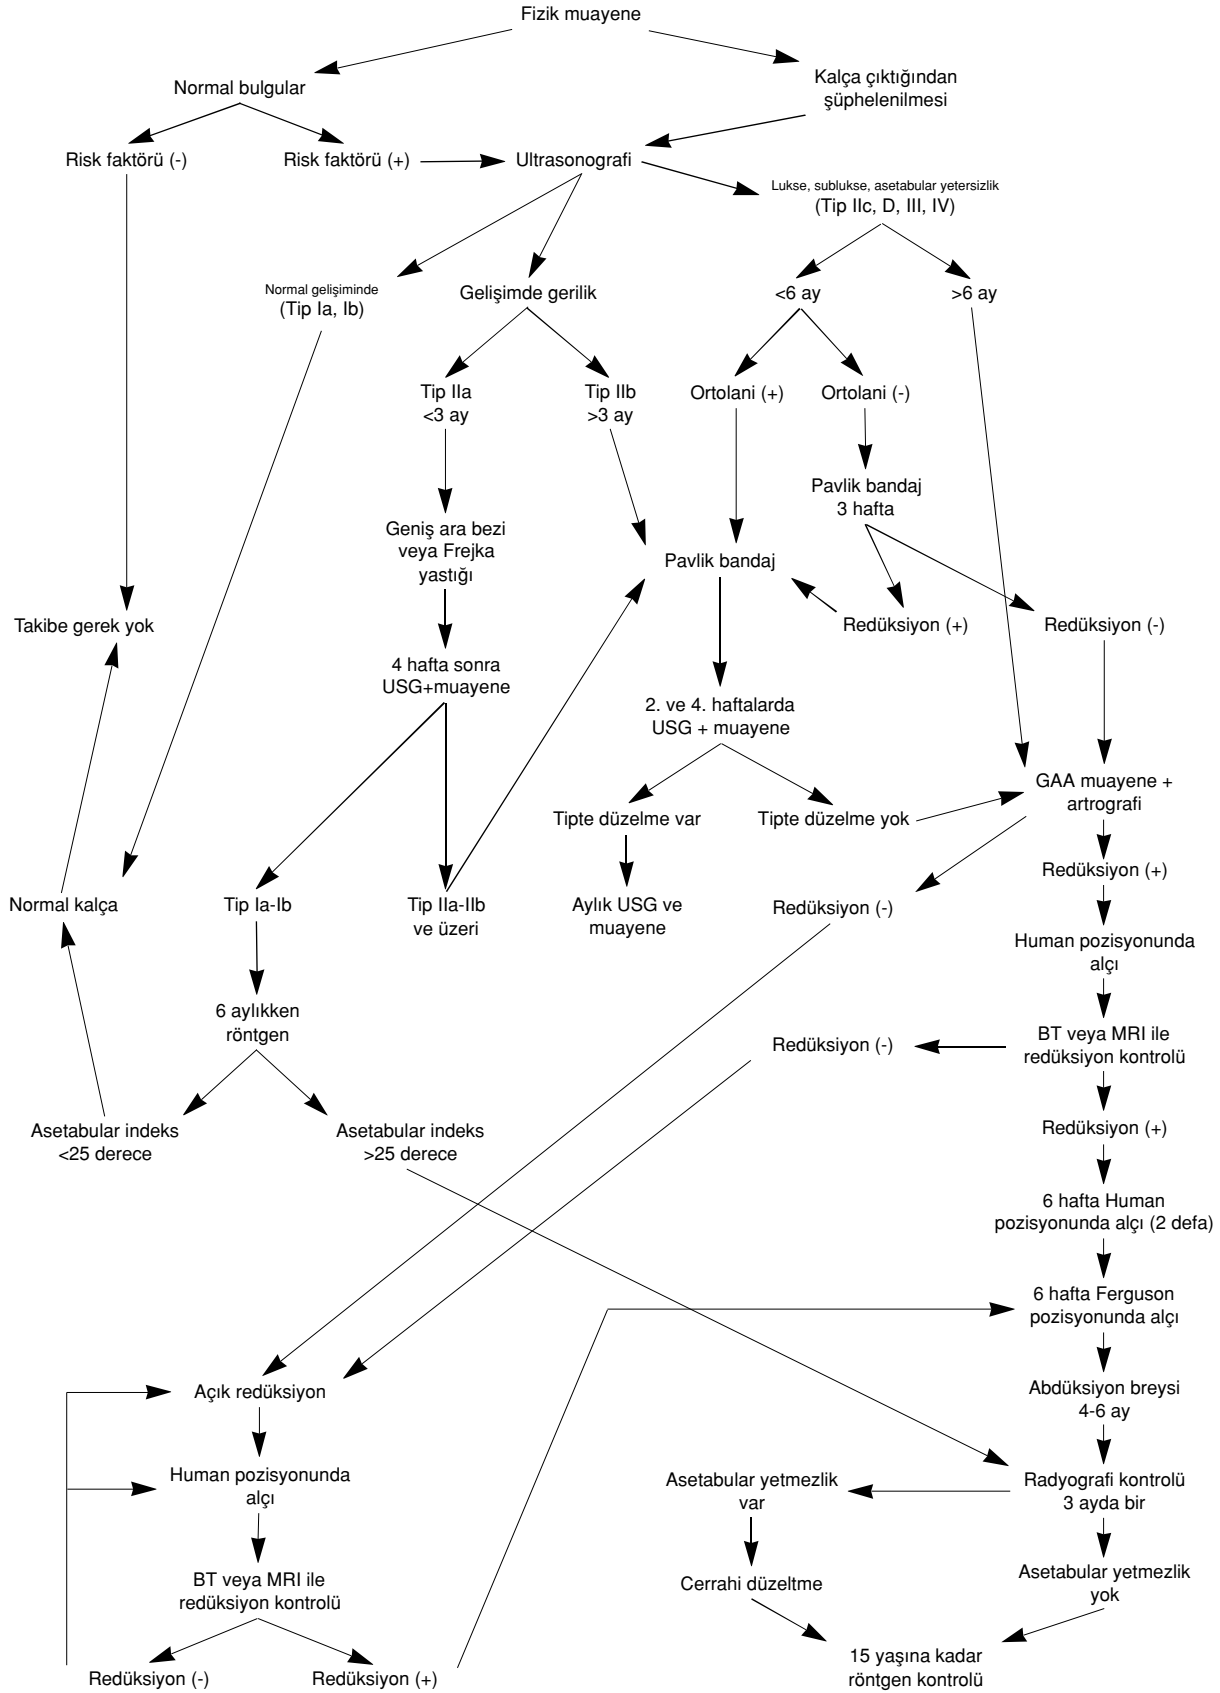 Fizik muayene
Normal bulgular
Kalça çıktığından
şüphelenilmesi
Risk faktörü (-)
Risk faktörü (+)
Ultrasonografi
Lukse, sublukse, asetabular yetersizlik
(Tip IIc, D, III, IV)
Normal gelişiminde
(Tip Ia, Ib)
Gelişimde gerilik
<6 ay
>6 ay
Tip IIa
<3 ay
Tip IIb
>3 ay
Ortolani (+)
Ortolani (-)
Pavlik bandaj
3 hafta
Geniş ara bezi
veya Frejka
yastığı
Pavlik bandaj
Takibe gerek yok
Redüksiyon (+)
Redüksiyon (-)
4 hafta sonra
USG+muayene
2. ve 4. haftalarda
USG + muayene
GAA muayene +
artrografi
Tipte düzelme var
Tipte düzelme yok
Redüksiyon (+)
Normal kalça
Tip Ia-Ib
Tip IIa-IIb
ve üzeri
Aylık USG ve
muayene
Redüksiyon (-)
Human pozisyonunda
alçı
6 aylıkken
röntgen
Redüksiyon (-)
BT veya MRI ile
redüksiyon kontrolü
Asetabular indeks
<25 derece
Asetabular indeks
>25 derece
Redüksiyon (+)
6 hafta Human
pozisyonunda alçı (2 defa)
6 hafta Ferguson
pozisyonunda alçı
Açık redüksiyon
Abdüksiyon breysi
4-6 ay
Human pozisyonunda
alçı
Asetabular yetmezlik
var
Radyografi kontrolü
3 ayda bir
BT veya MRI ile
redüksiyon kontrolü
Cerrahi düzeltme
Asetabular yetmezlik
yok
Redüksiyon (-)
Redüksiyon (+)
15 yaşına kadar
röntgen kontrolü